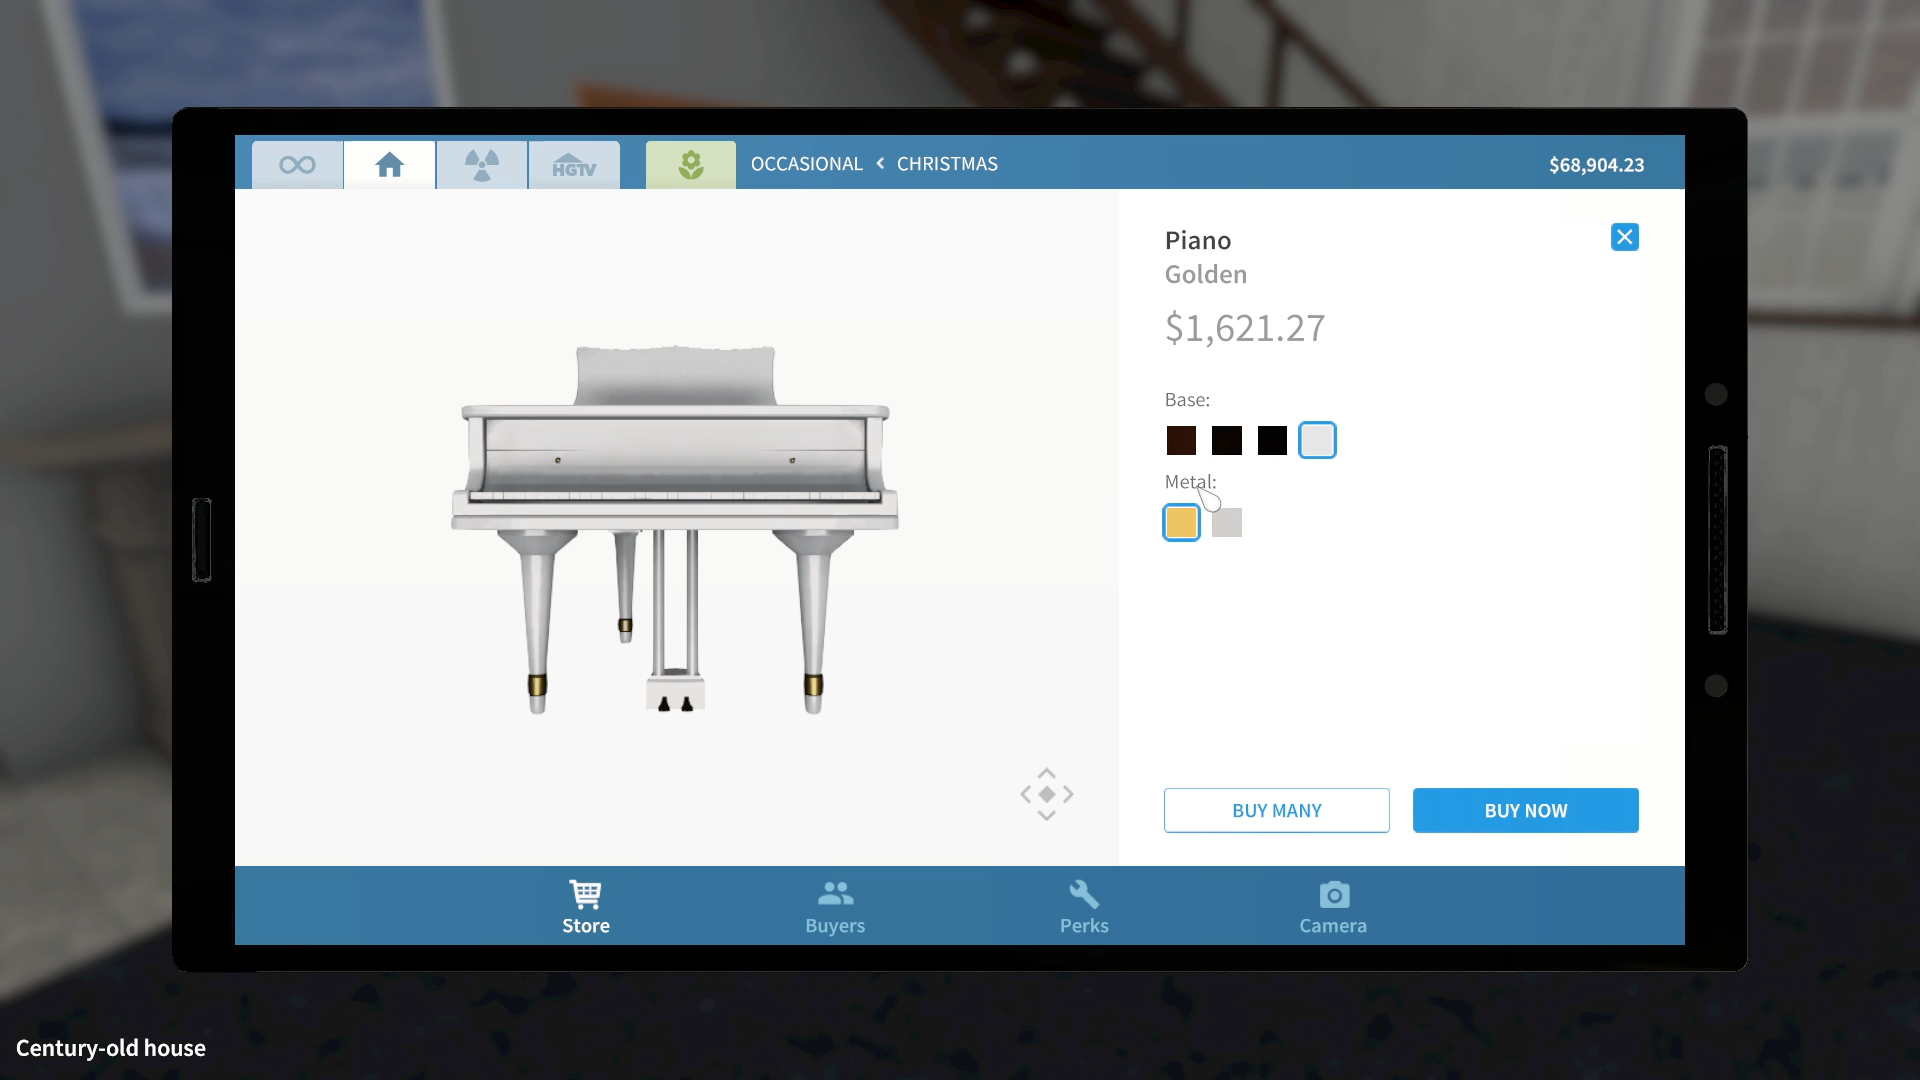 HGTV
OCCASIONAL < CHRISTMAS
$68,904.23
Piano
Golden
$1,621.27
Base:
Metal:
BUY MANY
BUY NOW
Store
Buyers
Perks
Camera
Century-old house